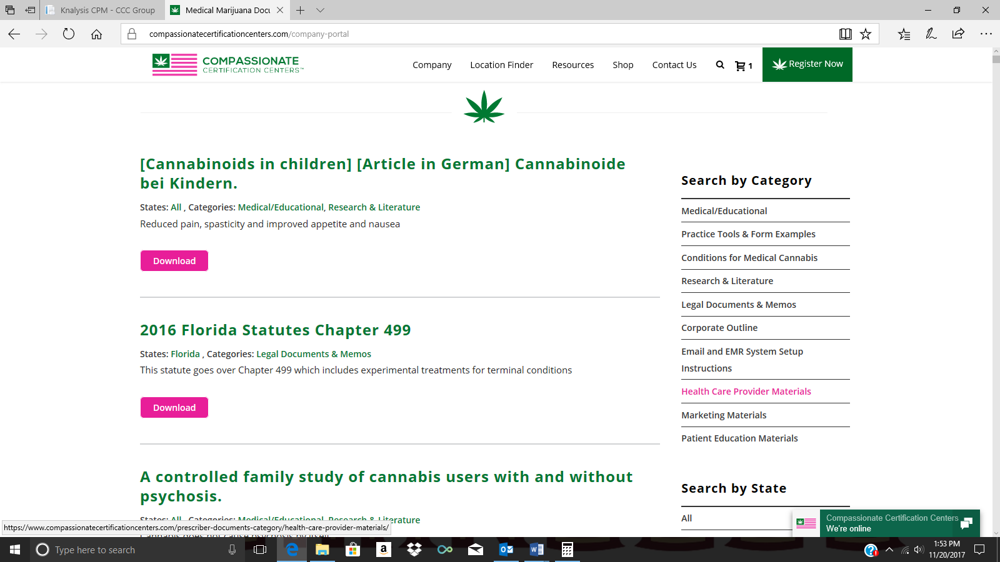 Knalysis CPM - CCC Group
Medical Marijuana Docu
compassionatecertificationcenters.com/company-portal
COMPASSIONATE
CERTIFICATION CENTERS™
Company
Location Finder
Resources
Shop
Contact Us
1
Register Now
[Cannabinoids in children] [Article in German] Cannabinoide
bei Kindern.
States: All , Categories: Medical/Educational, Research & Literature
Reduced pain, spasticity and improved appetite and nausea
Download
2016 Florida Statutes Chapter 499
States: Florida , Categories: Legal Documents & Memos
This statute goes over Chapter 499 which includes experimental treatments for terminal conditions
Download
A controlled family study of cannabis users with and without
psychosis.
States: All , Categories: Medical/Educational, Research & Literature
Cannabis does not cause psychosis by itself
Search by Category
Medical/Educational
Practice Tools & Form Examples
Conditions for Medical Cannabis
Research & Literature
Legal Documents & Memos
Corporate Outline
Email and EMR System Setup
Instructions
Health Care Provider Materials
Marketing Materials
Patient Education Materials
Search by State
All
Compassionate Certification Centers
We're online
https://www.compassionatecertificationcenters.com/prescriber-documents-category/health-care-provider-materials/
Type here to search
1:53 PM
11/20/2017